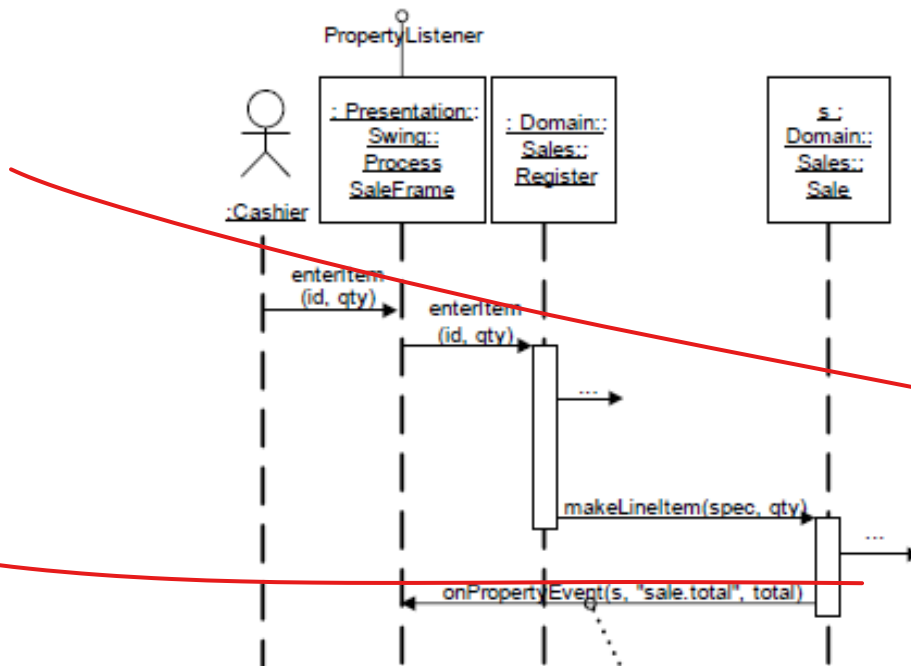 PropertyListener
: Presentation::
Swing::
Process
SaleFrame
: Domain::
Sales::
Register
s :
Domain::
Sales::
Sale
:Cashier
enterItem
(id, qty)
enterItem
(id, qty)
...
makeLineItem(spec, qty)
...
onPropertyEvent(s, "sale.total", total)